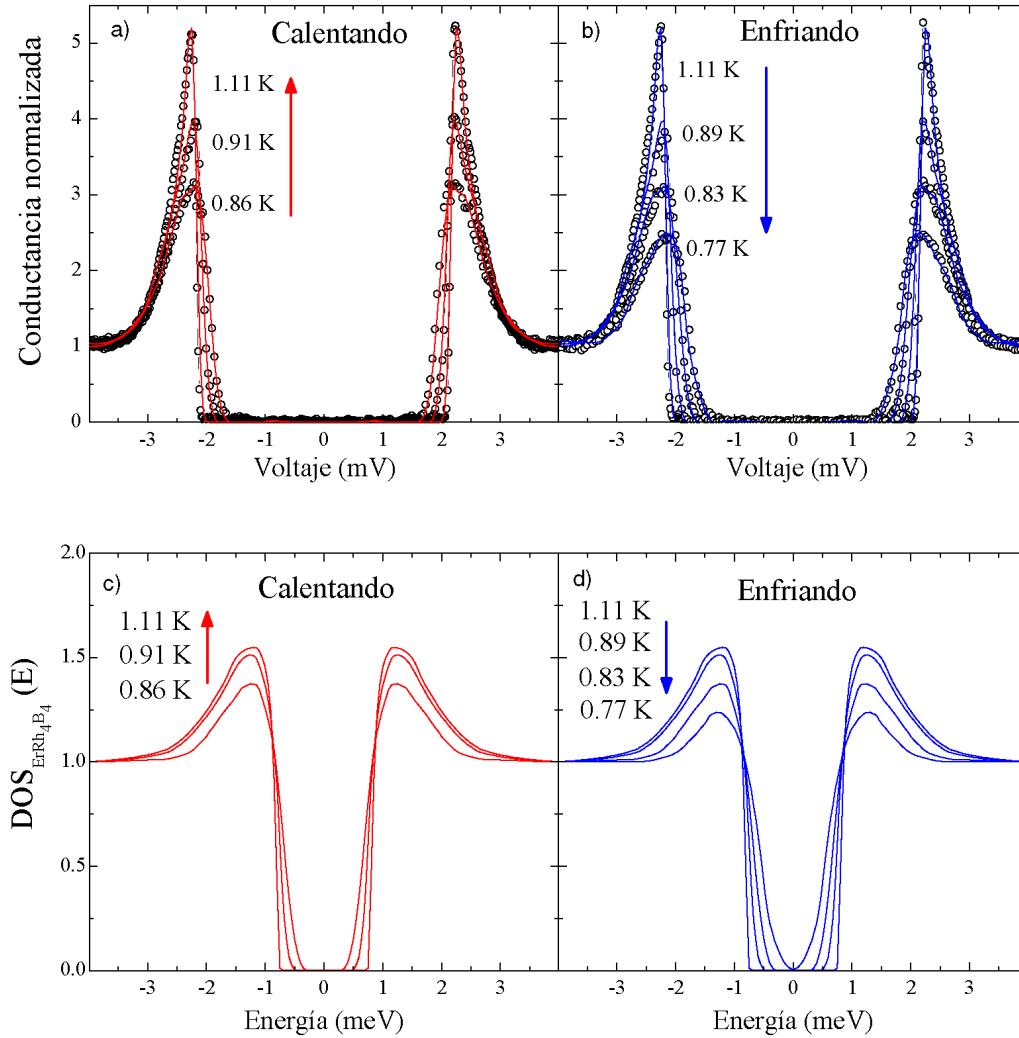 a) Calentando
1.11 K
0.91 K
0.86 K
b) Enfriando
1.11 K
0.89 K
0.83 K
0.77 K
Conductancia normalizada
5
4
3
2
1
0
-3 -2 -1 0 1 2 3
Voltaje (mV)
-3 -2 -1 0 1 2 3
Voltaje (mV)
c) Calentando
1.11 K
0.91 K
0.86 K
d) Enfriando
1.11 K
0.89 K
0.83 K
0.77 K
DOS ErRh4B4 (E)
2.0
1.5
1.0
0.5
0.0
-3 -2 -1 0 1 2 3
Energía (meV)
-3 -2 -1 0 1 2 3
Energía (meV)